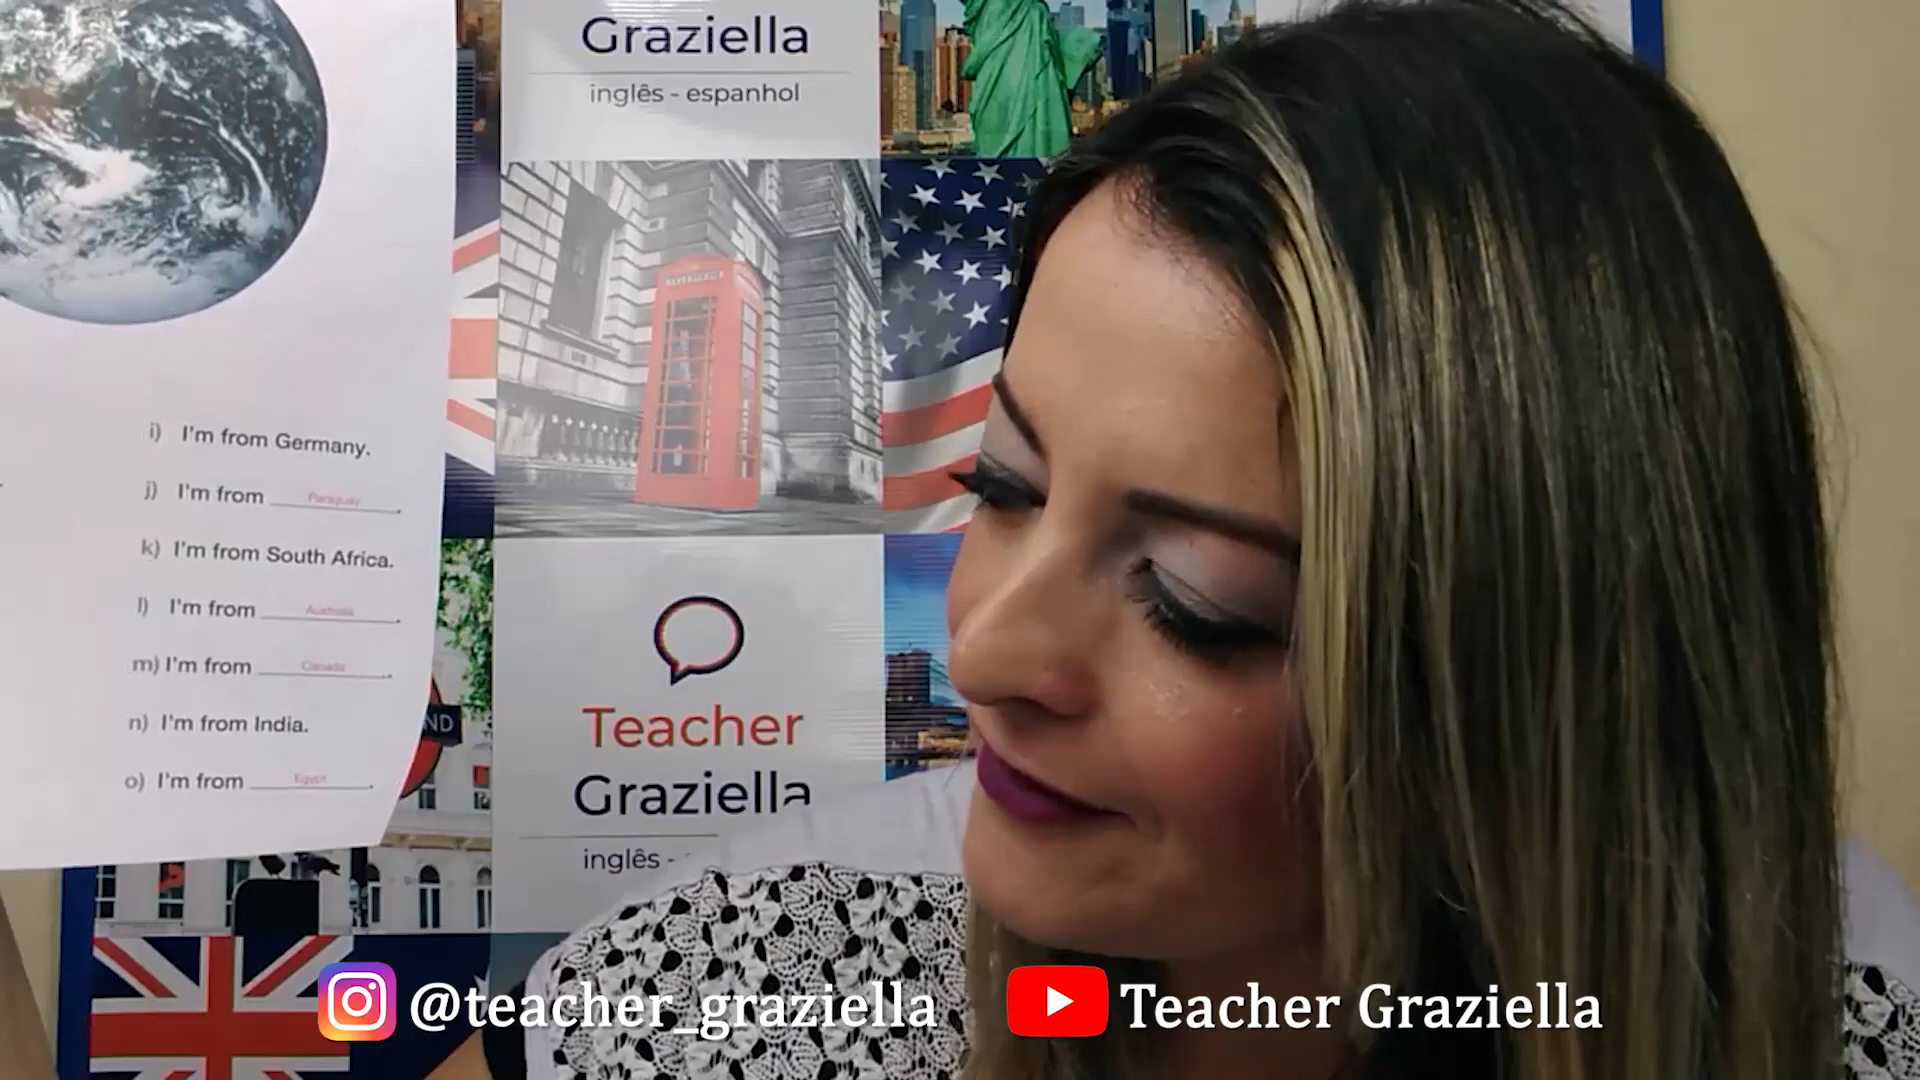 Graziella
inglês - espanhol
i) I'm from Germany.
j) I'm from Paraguay.
k) I'm from South Africa.
l) I'm from Australia.
m) I'm from Canada.
n) I'm from India.
o) I'm from Egypt.
ND
Teacher
Graziella
inglês -
@teacher_graziella
Teacher Graziella